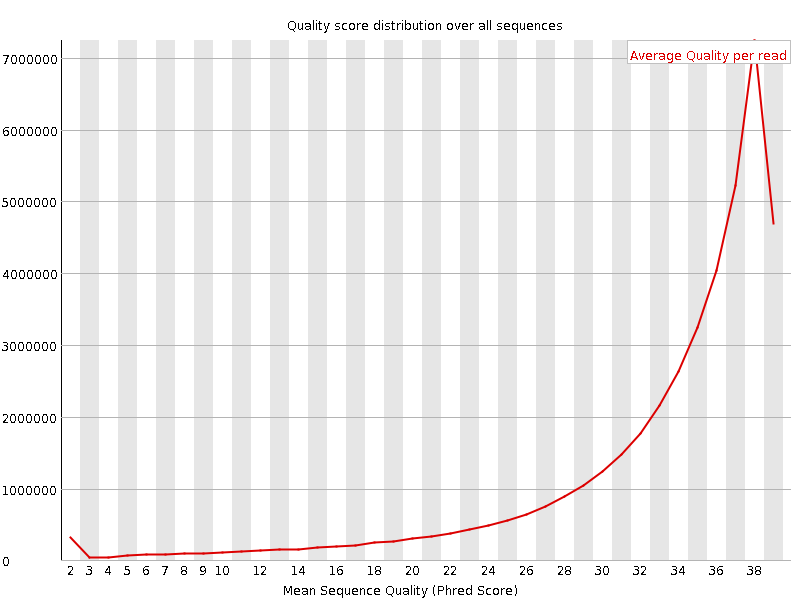 Quality score distribution over all sequences
Average Quality per read
7000000
6000000
5000000
4000000
3000000
2000000
1000000
0
2 3 4 5 6 7 8 9 10 12 14 16 18 20 22 24 26 28 30 32 34 36 38
Mean Sequence Quality (Phred Score)